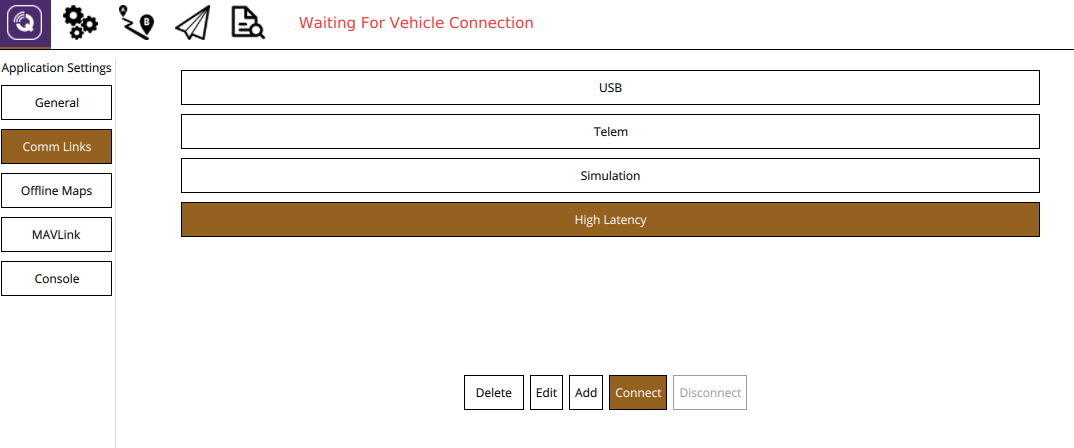 Waiting For Vehicle Connection
Application Settings
General
Comm Links
Offline Maps
MAVLink
Console
USB
Telem
Simulation
High Latency
Delete
Edit
Add
Connect
Disconnect